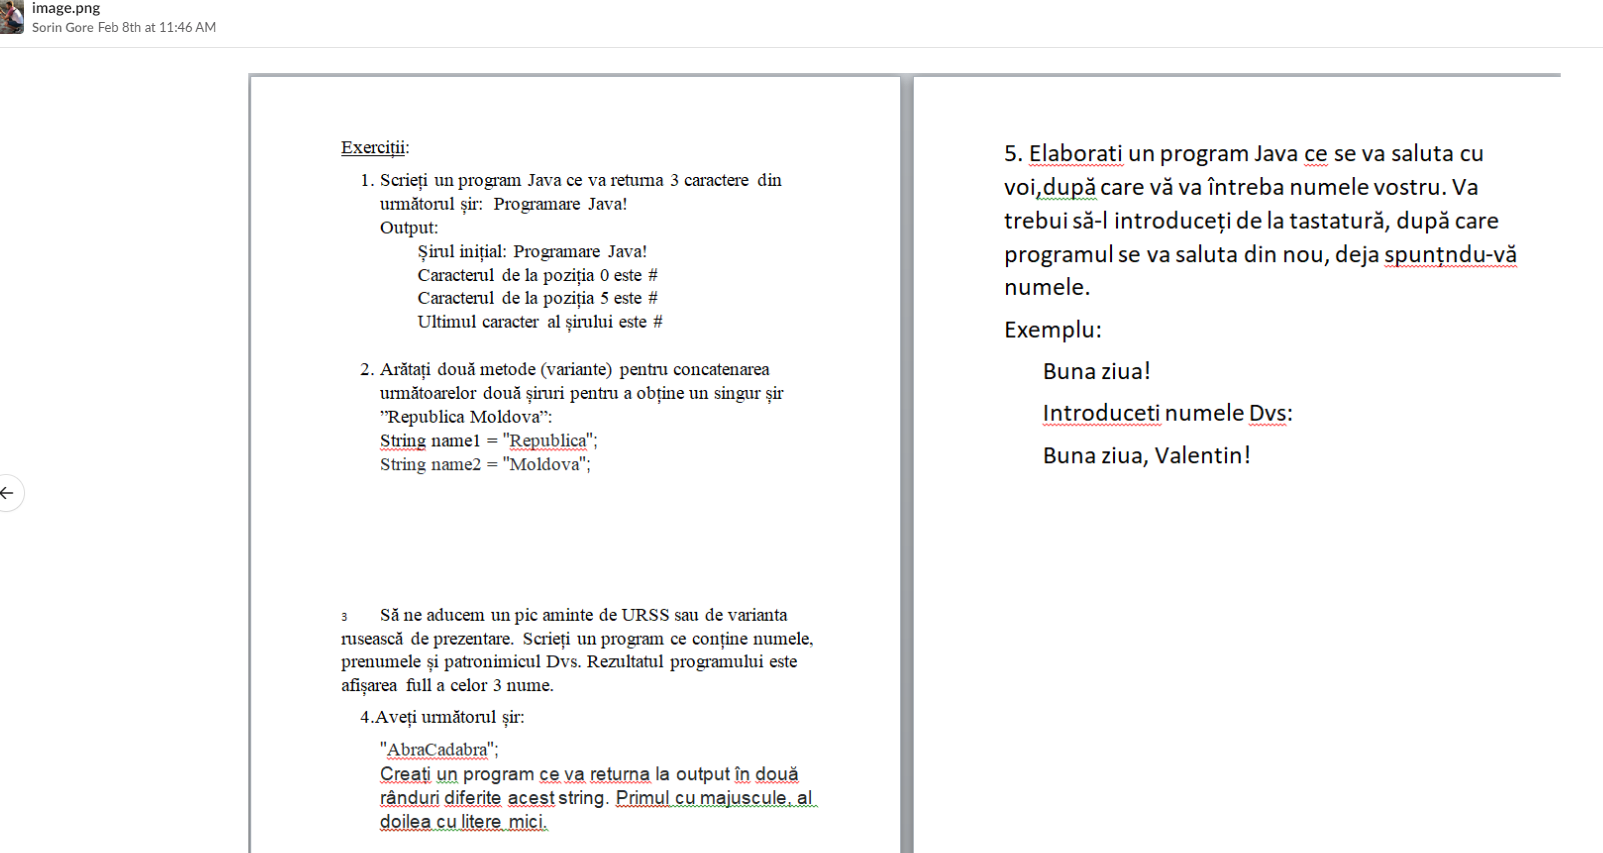 image.png
Sorin Gore Feb 8th at 11:46 AM
Exerciții:
1. Scrieți un program Java ce va returna 3 caractere din
următorul șir: Programare Java!
Output:
Șirul inițial: Programare Java!
Caracterul de la poziția 0 este #
Caracterul de la poziția 5 este #
Ultimul caracter al șirului este #
2. Arătați două metode (variante) pentru concatenarea
următoarelor două șiruri pentru a obține un singur șir
”Republica Moldova”:
String name1 = "Republica";
String name2 = "Moldova";
3 Să ne aducem un pic aminte de URSS sau de varianta
rusească de prezentare. Scrieți un program ce conține numele,
prenumele și patronimicul Dvs. Rezultatul programului este
afișarea full a celor 3 nume.
4.Aveți următorul șir:
"AbraCadabra";
Creați un program ce va returna la output în două
rânduri diferite acest string. Primul cu majuscule, al
doilea cu litere mici.
5. Elaborati un program Java ce se va saluta cu
voi,după care vă va întreba numele vostru. Va
trebui să-l introduceți de la tastatură, după care
programul se va saluta din nou, deja spunțndu-vă
numele.
Exemplu:
Buna ziua!
Introduceti numele Dvs:
Buna ziua, Valentin!